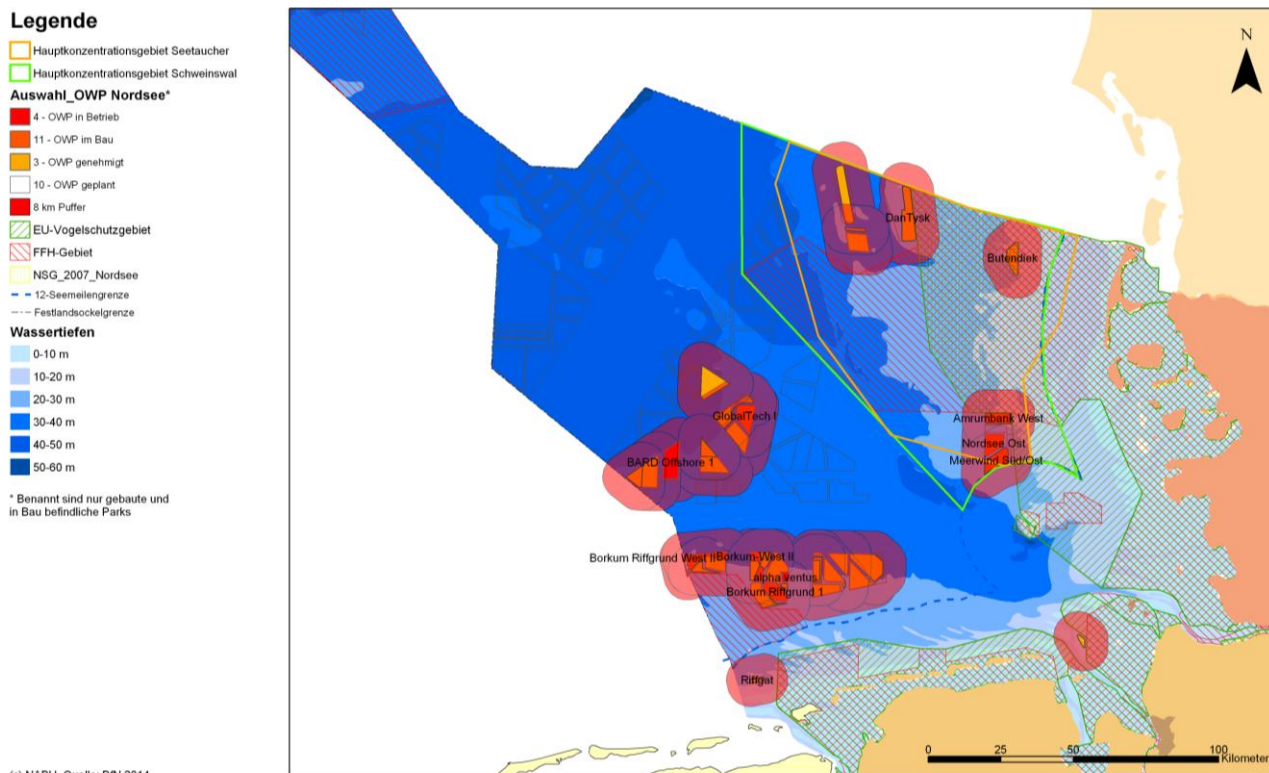 Legende
Hauptkonzentrationsgebiet Seetaucher
Hauptkonzentrationsgebiet Schweinswal
Auswahl_OWP Nordsee*
4 - OWP in Betrieb
11 - OWP im Bau
3 - OWP genehmigt
10 - OWP geplant
8 km Puffer
EU-Vogelschutzgebiet
FFH-Gebiet
NSG_2007_Nordsee
12-Seemeilengrenze
Festlandsockelgrenze
Wassertiefen
0-10 m
10-20 m
20-30 m
30-40 m
40-50 m
50-60 m
* Benannt sind nur gebaute und
in Bau befindliche Parks
N
DanTysk
Butendiek
GlobalTech I
Amrumbank West
Nordsee Ost
Meerwind Süd/Ost
BARD Offshore 1
Borkum Riffgrund West II
Borkum-West II
alpha ventus
Borkum Riffgrund 1
Riffgat
0 25 50 100
Kilometer